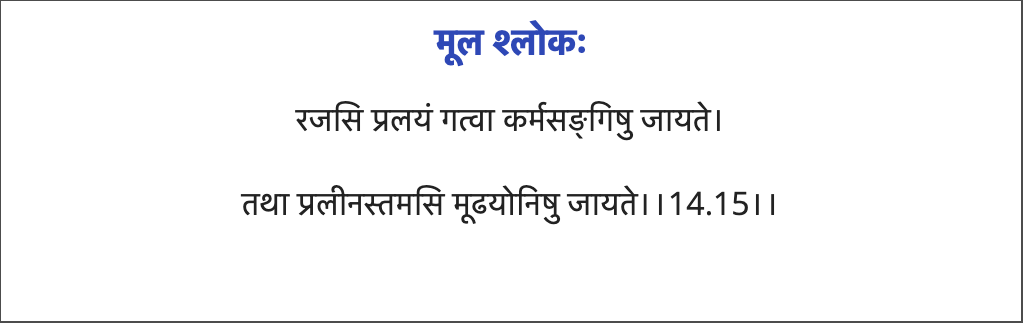 मूल श्लोकः
रजसि प्रलयं गत्वा कर्मसङ्गिषु जायते।
तथा प्रलीनस्तमसि मूढयोनिषु जायते।।14.15।।